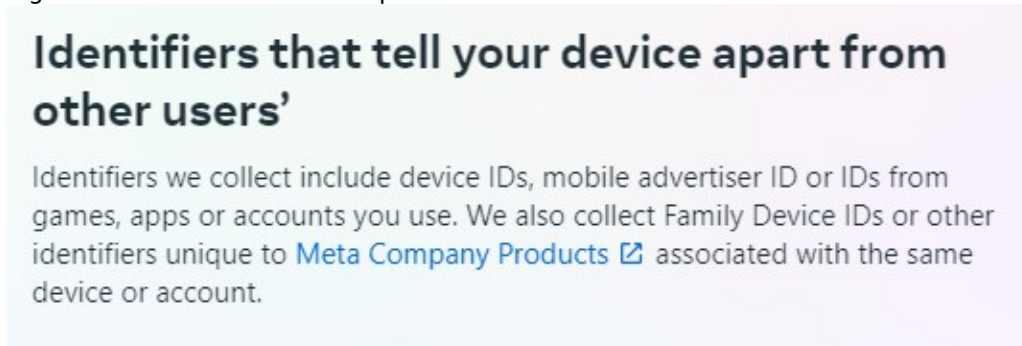 Identifiers that tell your device apart from
other users’
Identifiers we collect include device IDs, mobile advertiser ID or IDs from
games, apps or accounts you use. We also collect Family Device IDs or other
identifiers unique to Meta Company Products associated with the same
device or account.